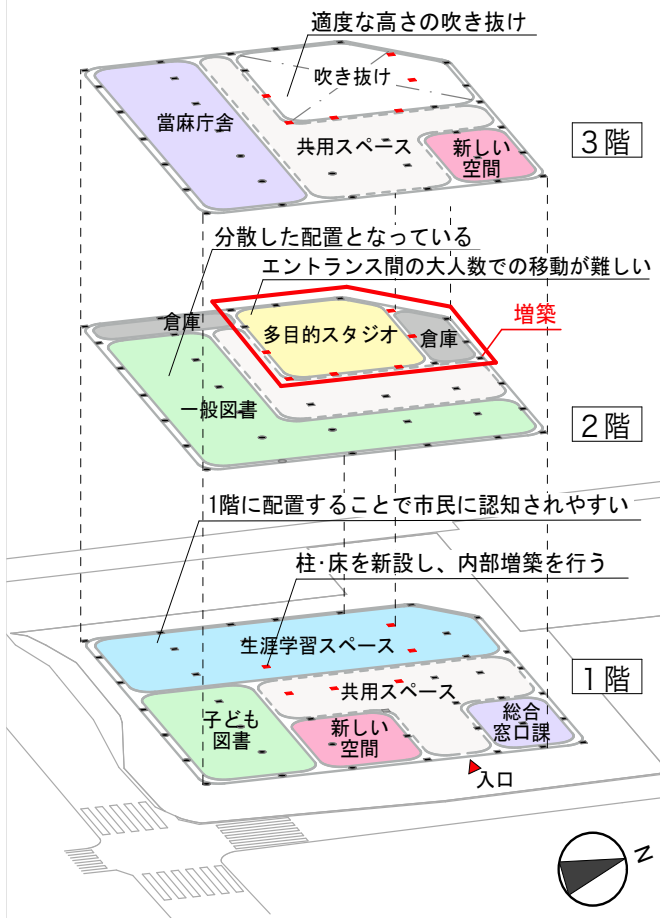 適度な高さの吹き抜け
吹き抜け
當麻庁舎
共用スペース
新しい
空間
3階
分散した配置となっている
エントランス間の大人数での移動が難しい
増築
倉庫
多目的スタジオ
倉庫
一般図書
2階
1階に配置することで市民に認知されやすい
柱･床を新設し、内部増築を行う
生涯学習スペース
共用スペース
1階
子ども
図書
新しい
空間
総合
窓口課
入口
N